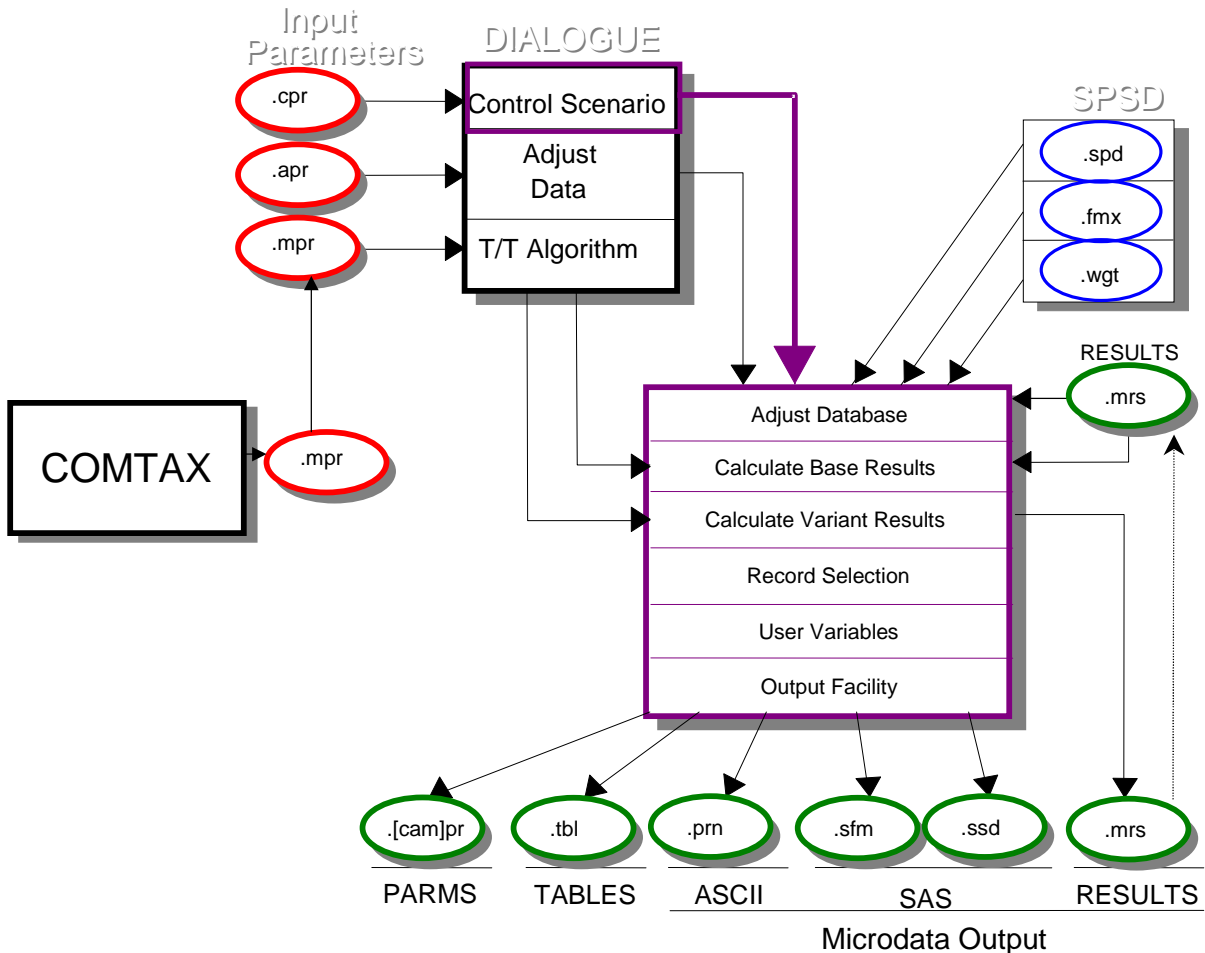 Input
Parameters
DIALOGUE
SPSD
.cpr
Control Scenario
.apr
Adjust
Data
.mpr
T/T Algorithm
.spd
.fmx
.wgt
RESULTS
.mrs
COMTAX
.mpr
Adjust Database
Calculate Base Results
Calculate Variant Results
Record Selection
User Variables
Output Facility
.[cam]pr
.tbl
.prn
.sfm
.ssd
.mrs
PARMS
TABLES
ASCII
SAS
RESULTS
Microdata Output